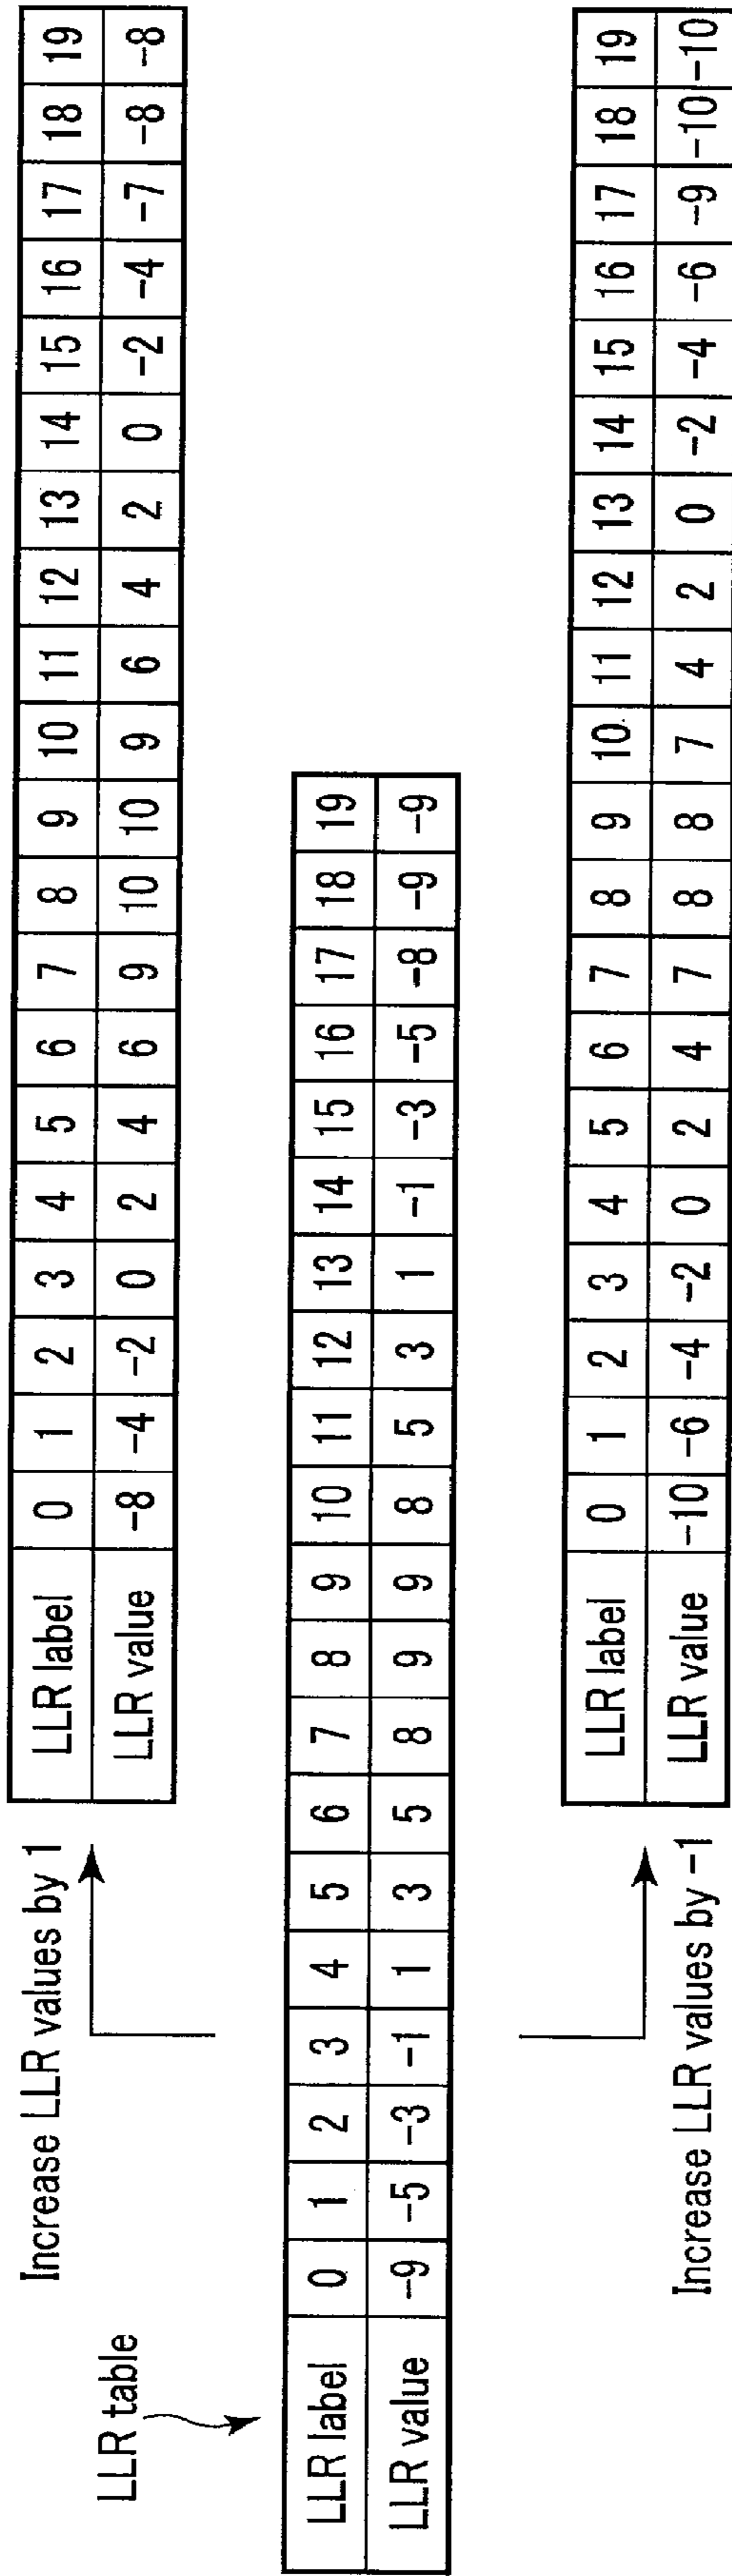 Increase LLR values by 1
LLR label 0 1 2 3 4 5 6 7 8 9 10 11 12 13 14 15 16 17 18 19
LLR value -8 -4 -2 0 2 4 6 9 10 10 9 6 4 2 0 -2 -4 -7 -8 -8
LLR table
LLR label 0 1 2 3 4 5 6 7 8 9 10 11 12 13 14 15 16 17 18 19
LLR value -9 -5 -3 -1 1 3 5 8 9 9 8 5 3 1 -1 -3 -5 -8 -9 -9
Increase LLR values by -1
LLR label 0 1 2 3 4 5 6 7 8 9 10 11 12 13 14 15 16 17 18 19
LLR value -10 -6 -4 -2 0 2 4 7 8 8 7 4 2 0 -2 -4 -6 -9 -10 -10